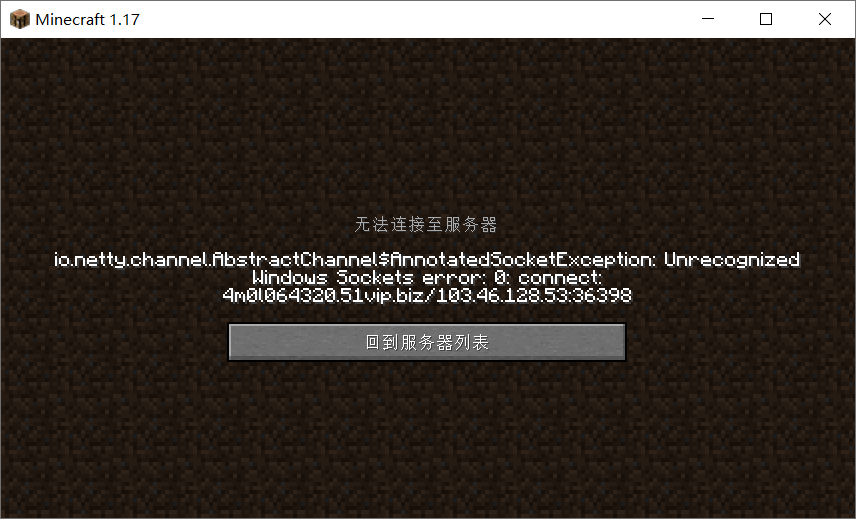 Minecraft 1.17
无法连接至服务器
io.netty.channel.AbstractChannel$AnnotatedSocketException: Unrecognized
Windows Sockets error: 0: connect:
4m0l064320.51vip.biz/103.46.128.53:36398
回到服务器列表